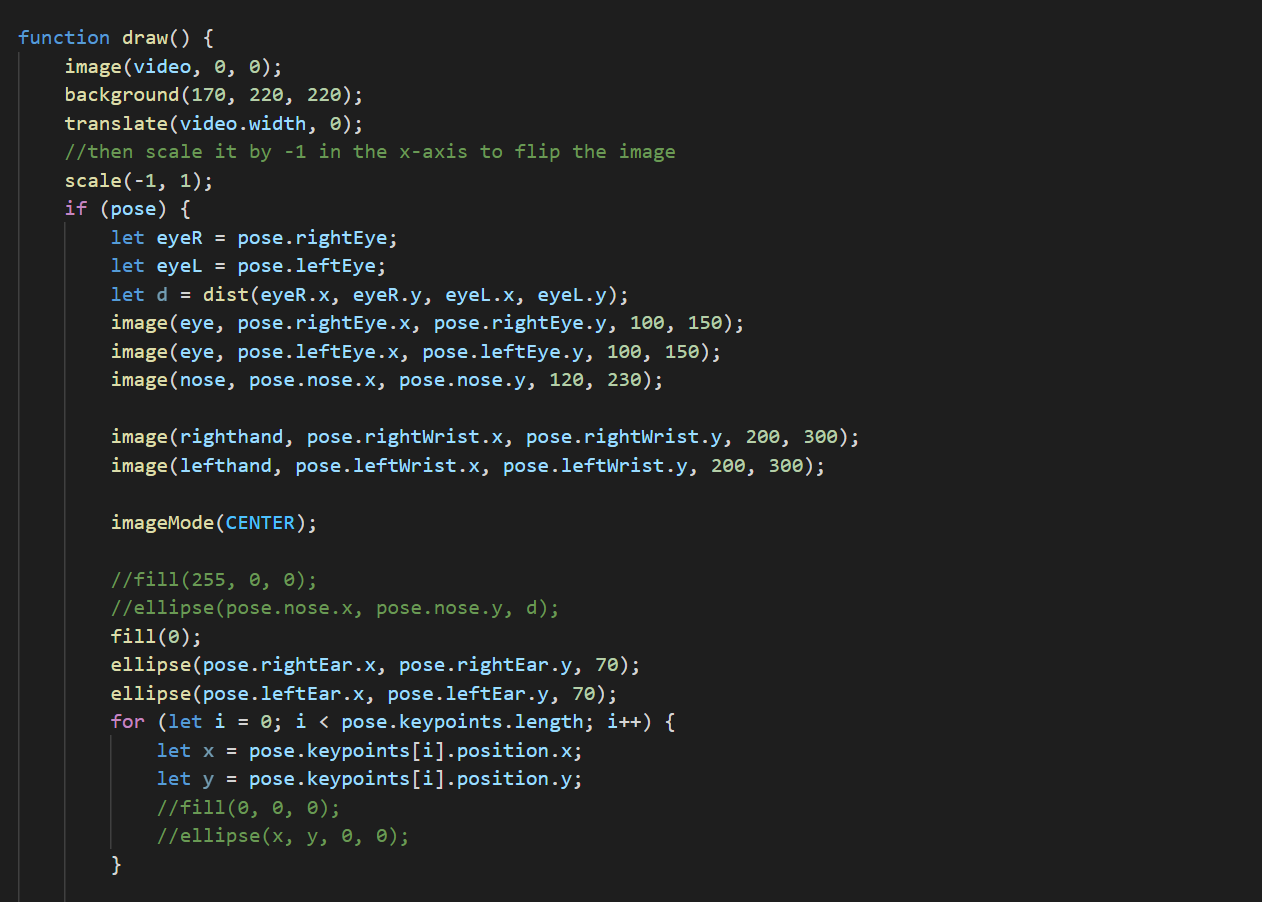 function draw() {
    image(video, 0, 0);
    background(170, 220, 220);
    translate(video.width, 0);
    //then scale it by -1 in the x-axis to flip the image
    scale(-1, 1);
    if (pose) {
        let eyeR = pose.rightEye;
        let eyeL = pose.leftEye;
        let d = dist(eyeR.x, eyeR.y, eyeL.x, eyeL.y);
        image(eye, pose.rightEye.x, pose.rightEye.y, 100, 150);
        image(eye, pose.leftEye.x, pose.leftEye.y, 100, 150);
        image(nose, pose.nose.x, pose.nose.y, 120, 230);

        image(righthand, pose.rightWrist.x, pose.rightWrist.y, 200, 300);
        image(lefthand, pose.leftWrist.x, pose.leftWrist.y, 200, 300);

        imageMode(CENTER);

        //fill(255, 0, 0);
        //ellipse(pose.nose.x, pose.nose.y, d);
        fill(0);
        ellipse(pose.rightEar.x, pose.rightEar.y, 70);
        ellipse(pose.leftEar.x, pose.leftEar.y, 70);
        for (let i = 0; i < pose.keypoints.length; i++) {
            let x = pose.keypoints[i].position.x;
            let y = pose.keypoints[i].position.y;
            //fill(0, 0, 0);
            //ellipse(x, y, 0, 0);
        }